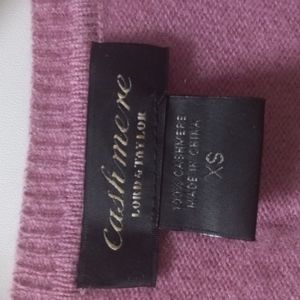 cashmere
LORD & TAYLOR
100% CASHMERE
MADE IN CHINA
XS